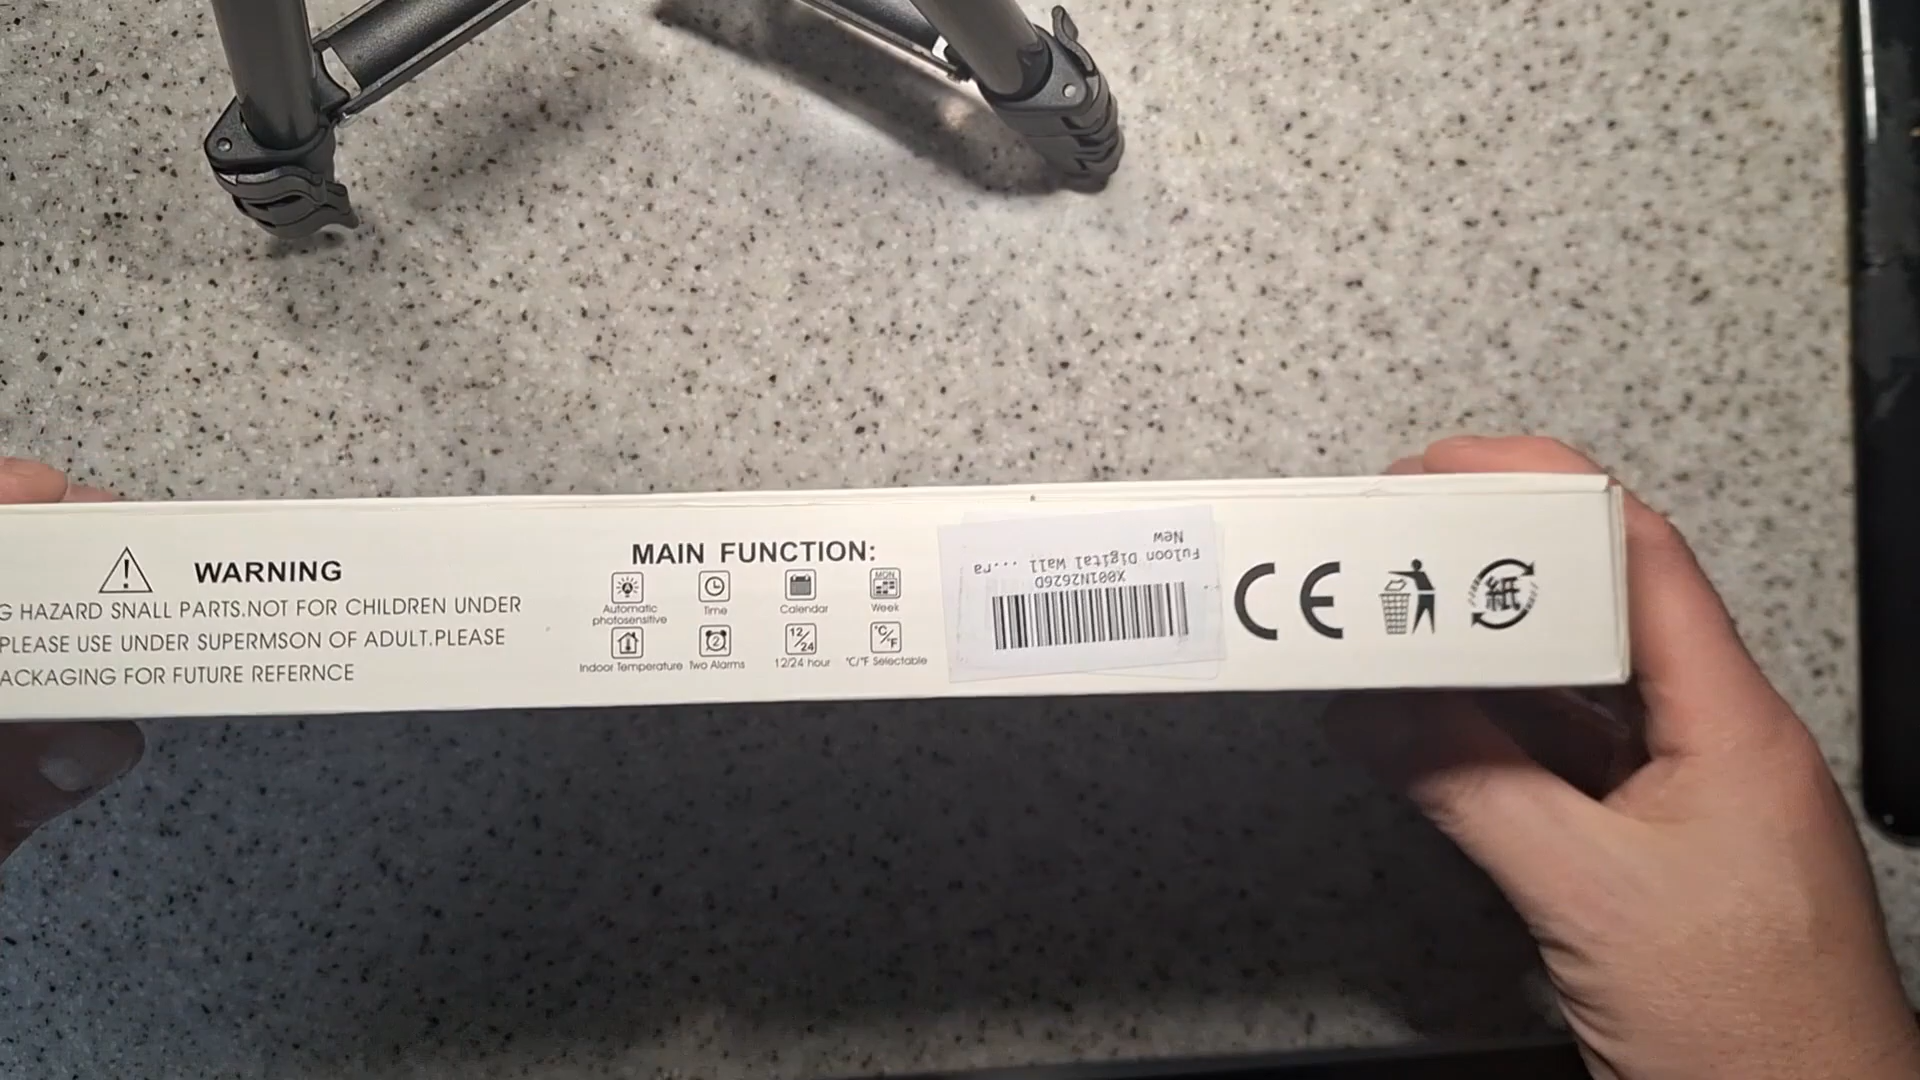 WARNING
G HAZARD SNALL PARTS.NOT FOR CHILDREN UNDER
PLEASE USE UNDER SUPERMSON OF ADULT.PLEASE
ACKAGING FOR FUTURE REFERNCE
MAIN FUNCTION:
Automatic photosensitive
Time
Calendar
MON
Week
Indoor Temperature
2
Two Alarms
12/24
12/24 hour
°C/°F
°C/°F Selectable
X001N2626D
Fuloon Digital Wall ...ra
New
CE
紙